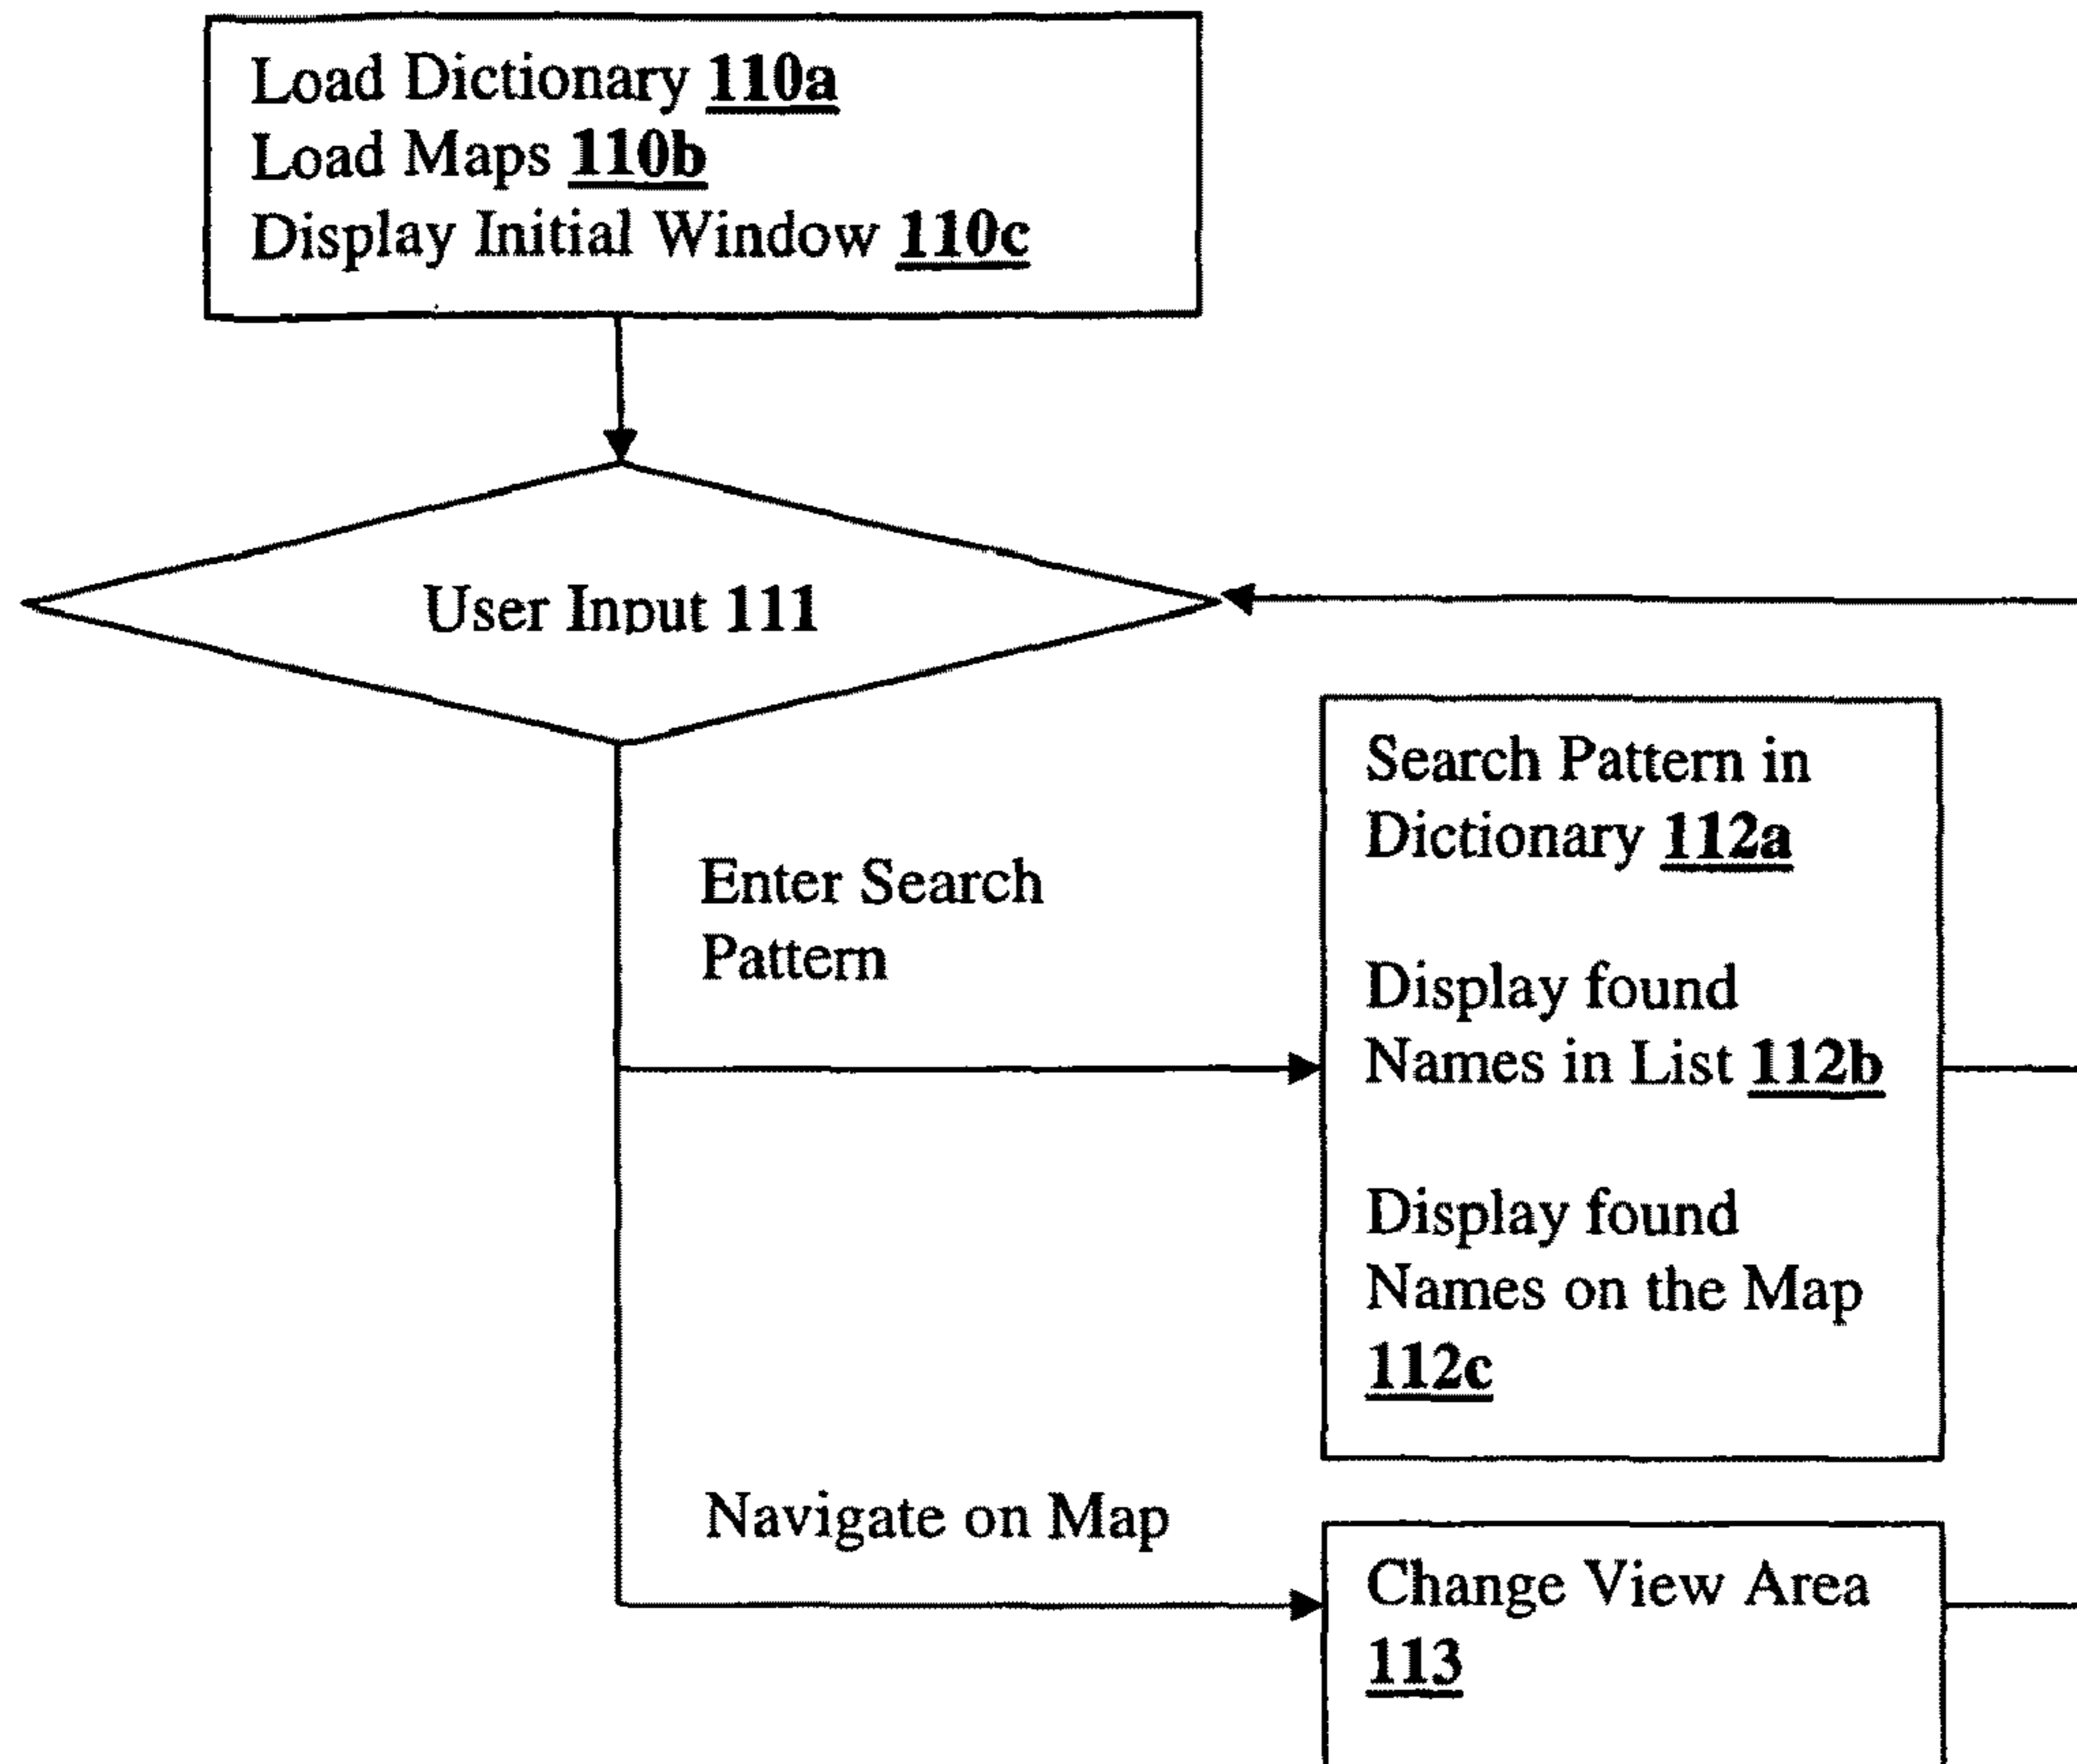 Load Dictionary 110a
Load Maps 110b
Display Initial Window 110c
User Input 111
Enter Search
Pattern
Search Pattern in
Dictionary 112a
Display found
Names in List 112b
Display found
Names on the Map
112c
Navigate on Map
Change View Area
113